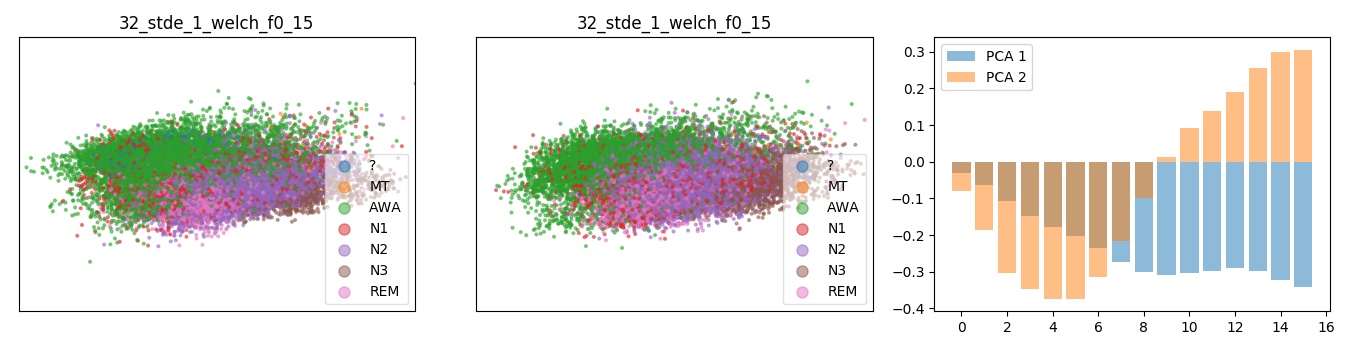 32_stde_1_welch_f0_15
?
MT
AWA
N1
N2
N3
REM
32_stde_1_welch_f0_15
?
MT
AWA
N1
N2
N3
REM
PCA 1
PCA 2
0.3
0.2
0.1
0.0
−0.1
−0.2
−0.3
−0.4
0 2 4 6 8 10 12 14 16